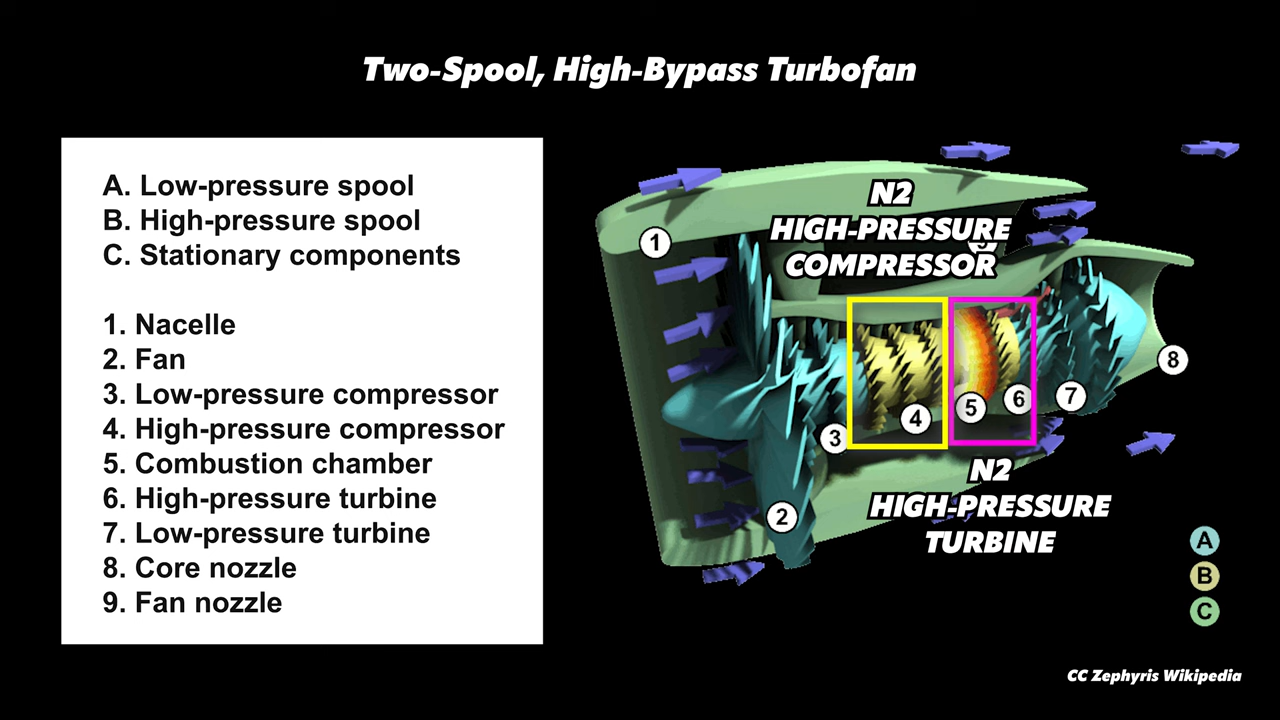 Two-Spool, High-Bypass Turbofan
A. Low-pressure spool
B. High-pressure spool
C. Stationary components
1. Nacelle
2. Fan
3. Low-pressure compressor
4. High-pressure compressor
5. Combustion chamber
6. High-pressure turbine
7. Low-pressure turbine
8. Core nozzle
9. Fan nozzle
N2
HIGH-PRESSURE
COMPRESSOR
1
2
3
4
5
6
7
8
N2
HIGH-PRESSURE
TURBINE
A
B
C
CC Zephyris Wikipedia